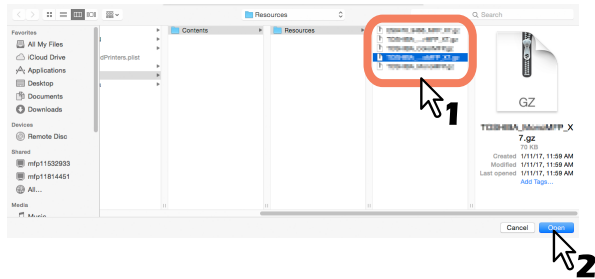 Resources
Search
Favorites
All My Files
iCloud Drive
Applications
Desktop
Documents
Downloads
Devices
Remote Disc
Shared
mfp11532933
mfp11814451
All...
Media
Music
dPrinters.plist
Contents
Resources
1
GZ
7.gz
70 KB
Created 1/11/17, 11:59 AM
Modified 1/11/17, 11:59 AM
Last opened 1/11/17, 11:59 AM
Add Tags...
Cancel
Open
2